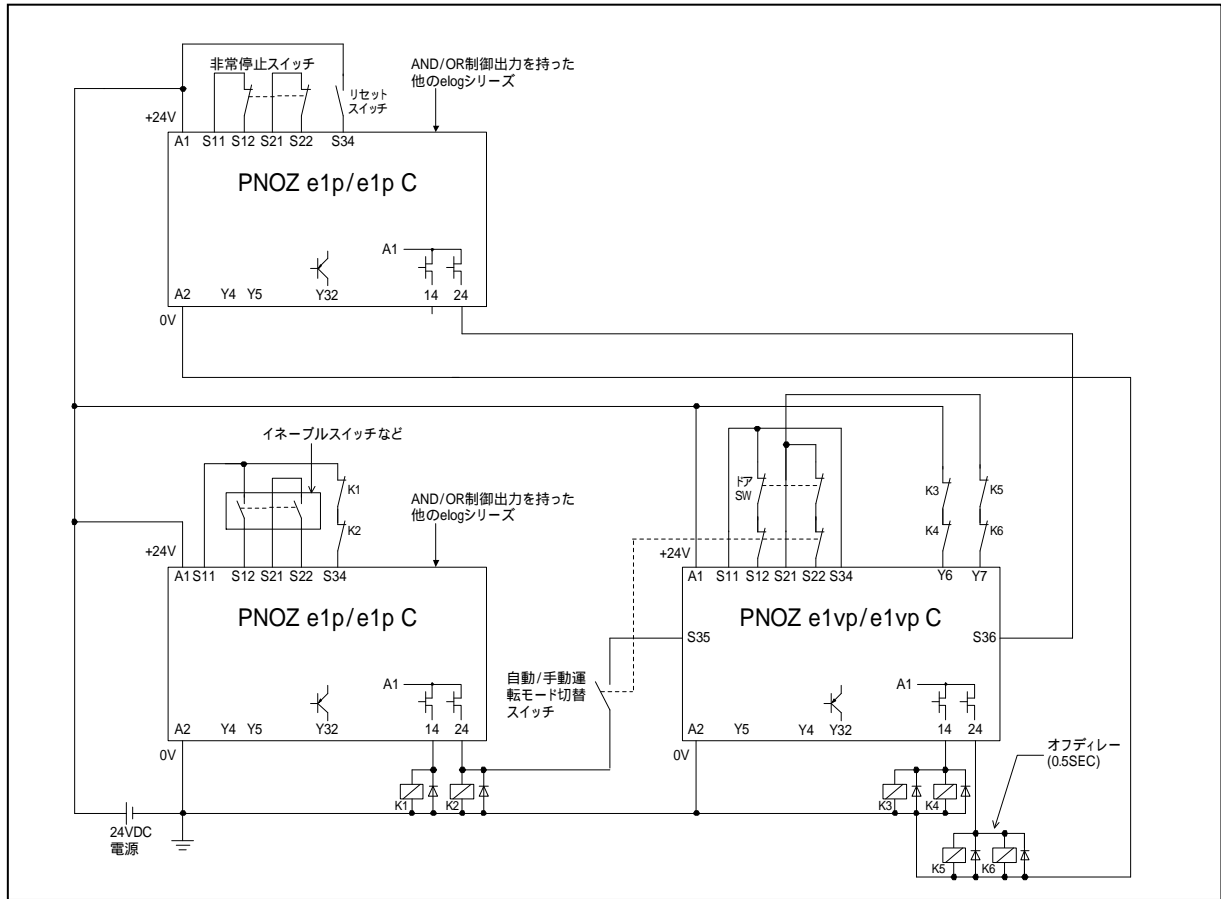 非常停止スイッチ
リセット
スイッチ
AND/OR制御出力を持った
他のelogシリーズ
+24V
A1 S11 S12 S21 S22 S34
PNOZ e1p/e1p C
A1
A2 Y4 Y5 Y32 14 24
0V
イネーブルスイッチなど
K1
K2
AND/OR制御出力を持った
他のelogシリーズ
+24V
A1 S11 S12 S21 S22 S34
PNOZ e1p/e1p C
A1
A2 Y4 Y5 Y32 14 24
0V
K1 K2
24VDC
電源
自動/手動運
転モード切替
スイッチ
ドア
SW
K3 K5
K4 K6
+24V
A1 S11 S12 S21 S22 S34 Y6 Y7
PNOZ e1vp/e1vp C
S35 S36
A1
A2 Y5 Y4 Y32 14 24
0V
K3 K4
オフディレー
(0.5SEC)
K5 K6